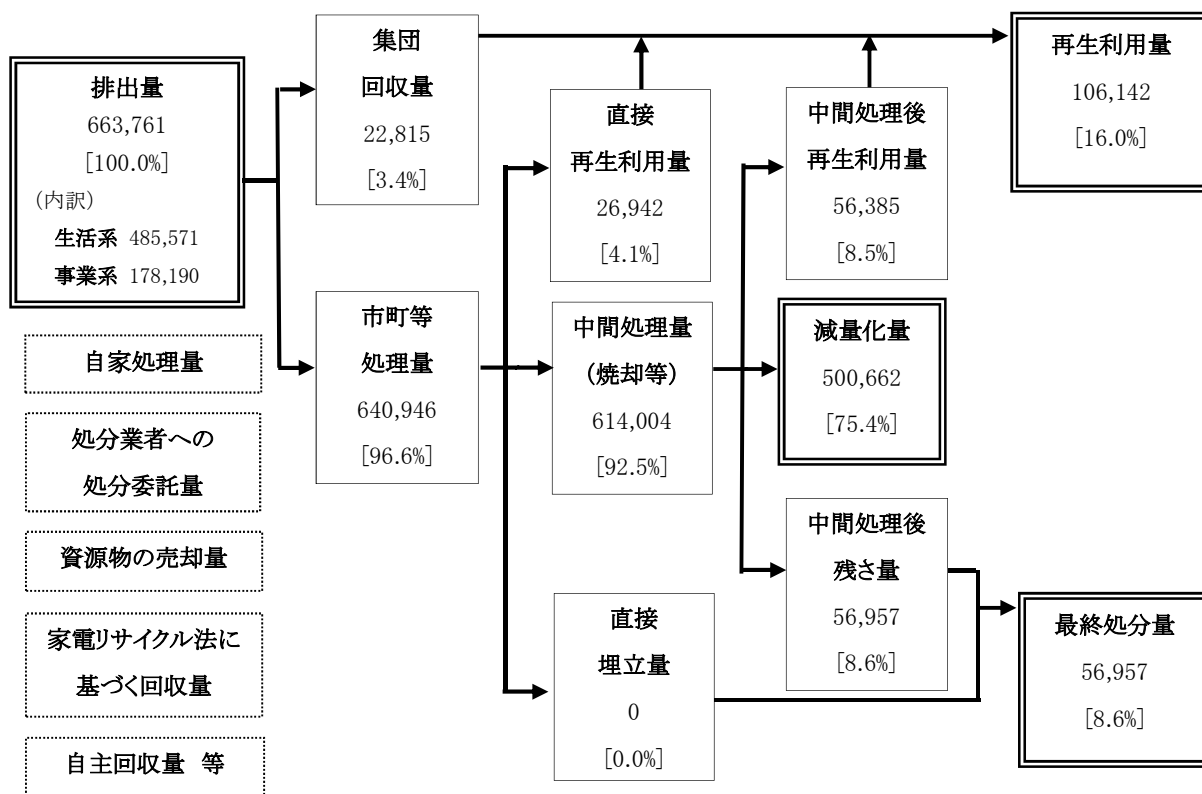 排出量
663,761
[100.0%]
(内訳)
生活系 485,571
事業系 178,190
自家処理量
処分業者への
処分委託量
資源物の売却量
家電リサイクル法に
基づく回収量
自主回収量 等
集団
回収量
22,815
[3.4%]
市町等
処理量
640,946
[96.6%]
直接
再生利用量
26,942
[4.1%]
中間処理量
(焼却等)
614,004
[92.5%]
直接
埋立量
0
[0.0%]
中間処理後
再生利用量
56,385
[8.5%]
減量化量
500,662
[75.4%]
中間処理後
残さ量
56,957
[8.6%]
再生利用量
106,142
[16.0%]
最終処分量
56,957
[8.6%]